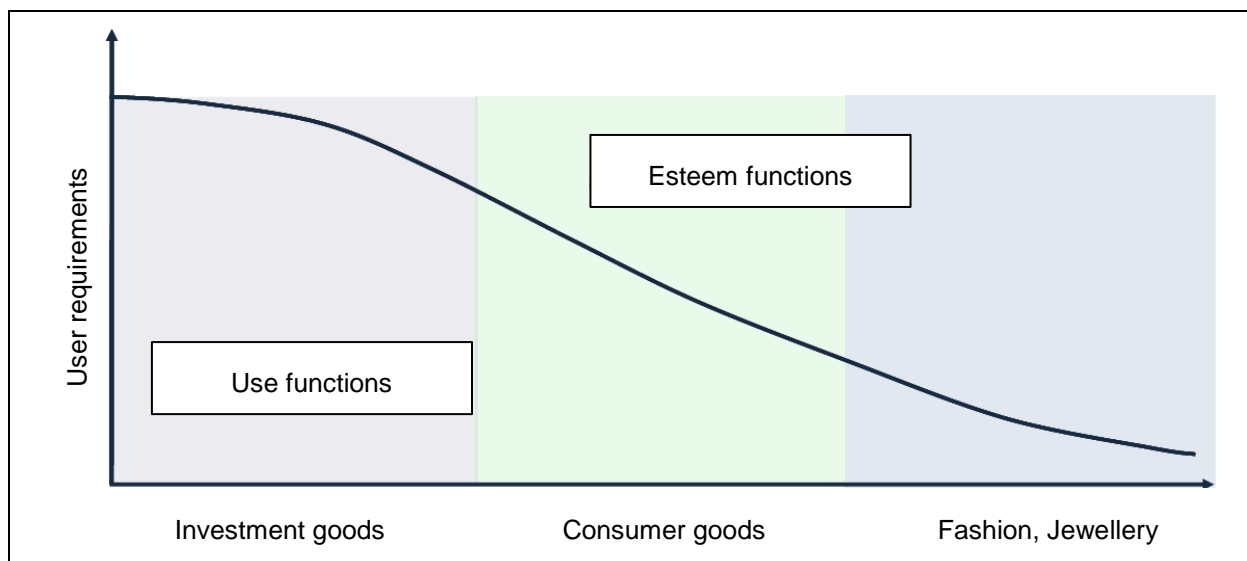 User requirements
Esteem functions
Use functions
Investment goods
Consumer goods
Fashion, Jewellery